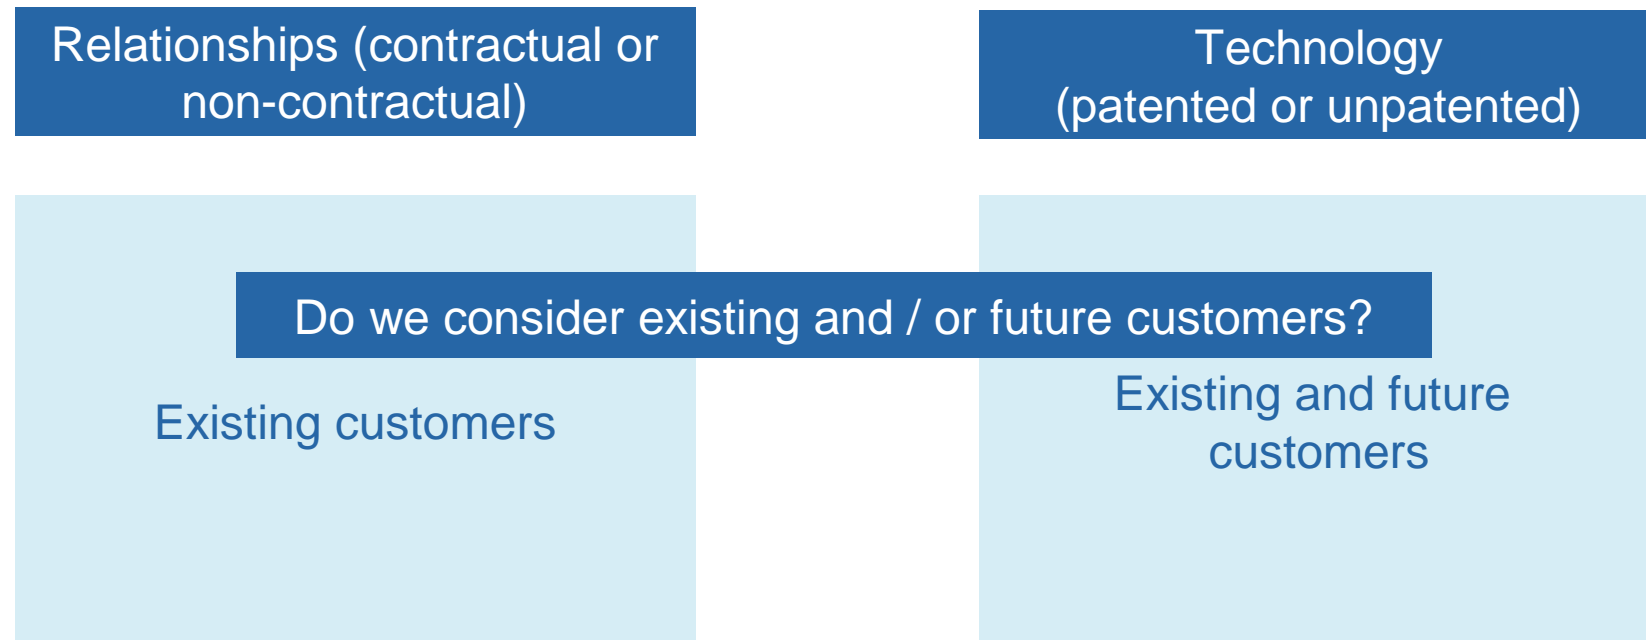 Relationships (contractual or
non-contractual)
Technology
(patented or unpatented)
Do we consider existing and / or future customers?
Existing customers
Existing and future
customers